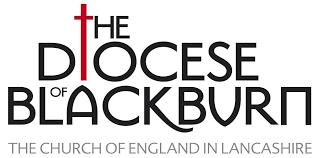 THE
DIOCESE
OF BLACKBURN
THE CHURCH OF ENGLAND IN LANCASHIRE